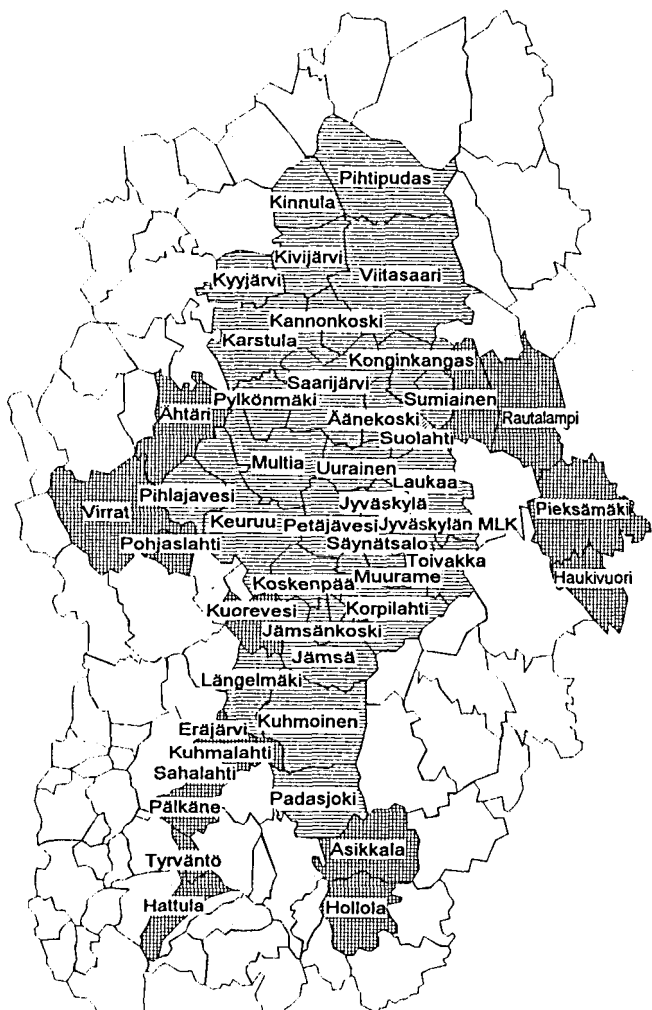 Pihtipudas
Kinnula
Kivijärvi
Viitasaari
Kyyjärvi
Kannonkoski
Karstula
Konginkangas
Saarijärvi
Pylkönmäki
Sumiainen
Ähtäri
Äänekoski
Rautalampi
Suolahti
Multia
Uurainen
Laukaa
Pihlajavesi
Jyväskylä
Virrat
Pieksämäki
Keuruu
Petäjävesi
Jyväskylän MLK
Pohjaslahti
Säynätsalo
Toivakka
Koskenpää
Muurame
Haukivuori
Kuorevesi
Korpilahti
Jämsänkoski
Jämsä
Längelmäki
Kuhmoinen
Eräjärvi
Kuhmalahti
Sahalahti
Pälkäne
Padasjoki
Asikkala
Tyrväntö
Hattula
Hollola